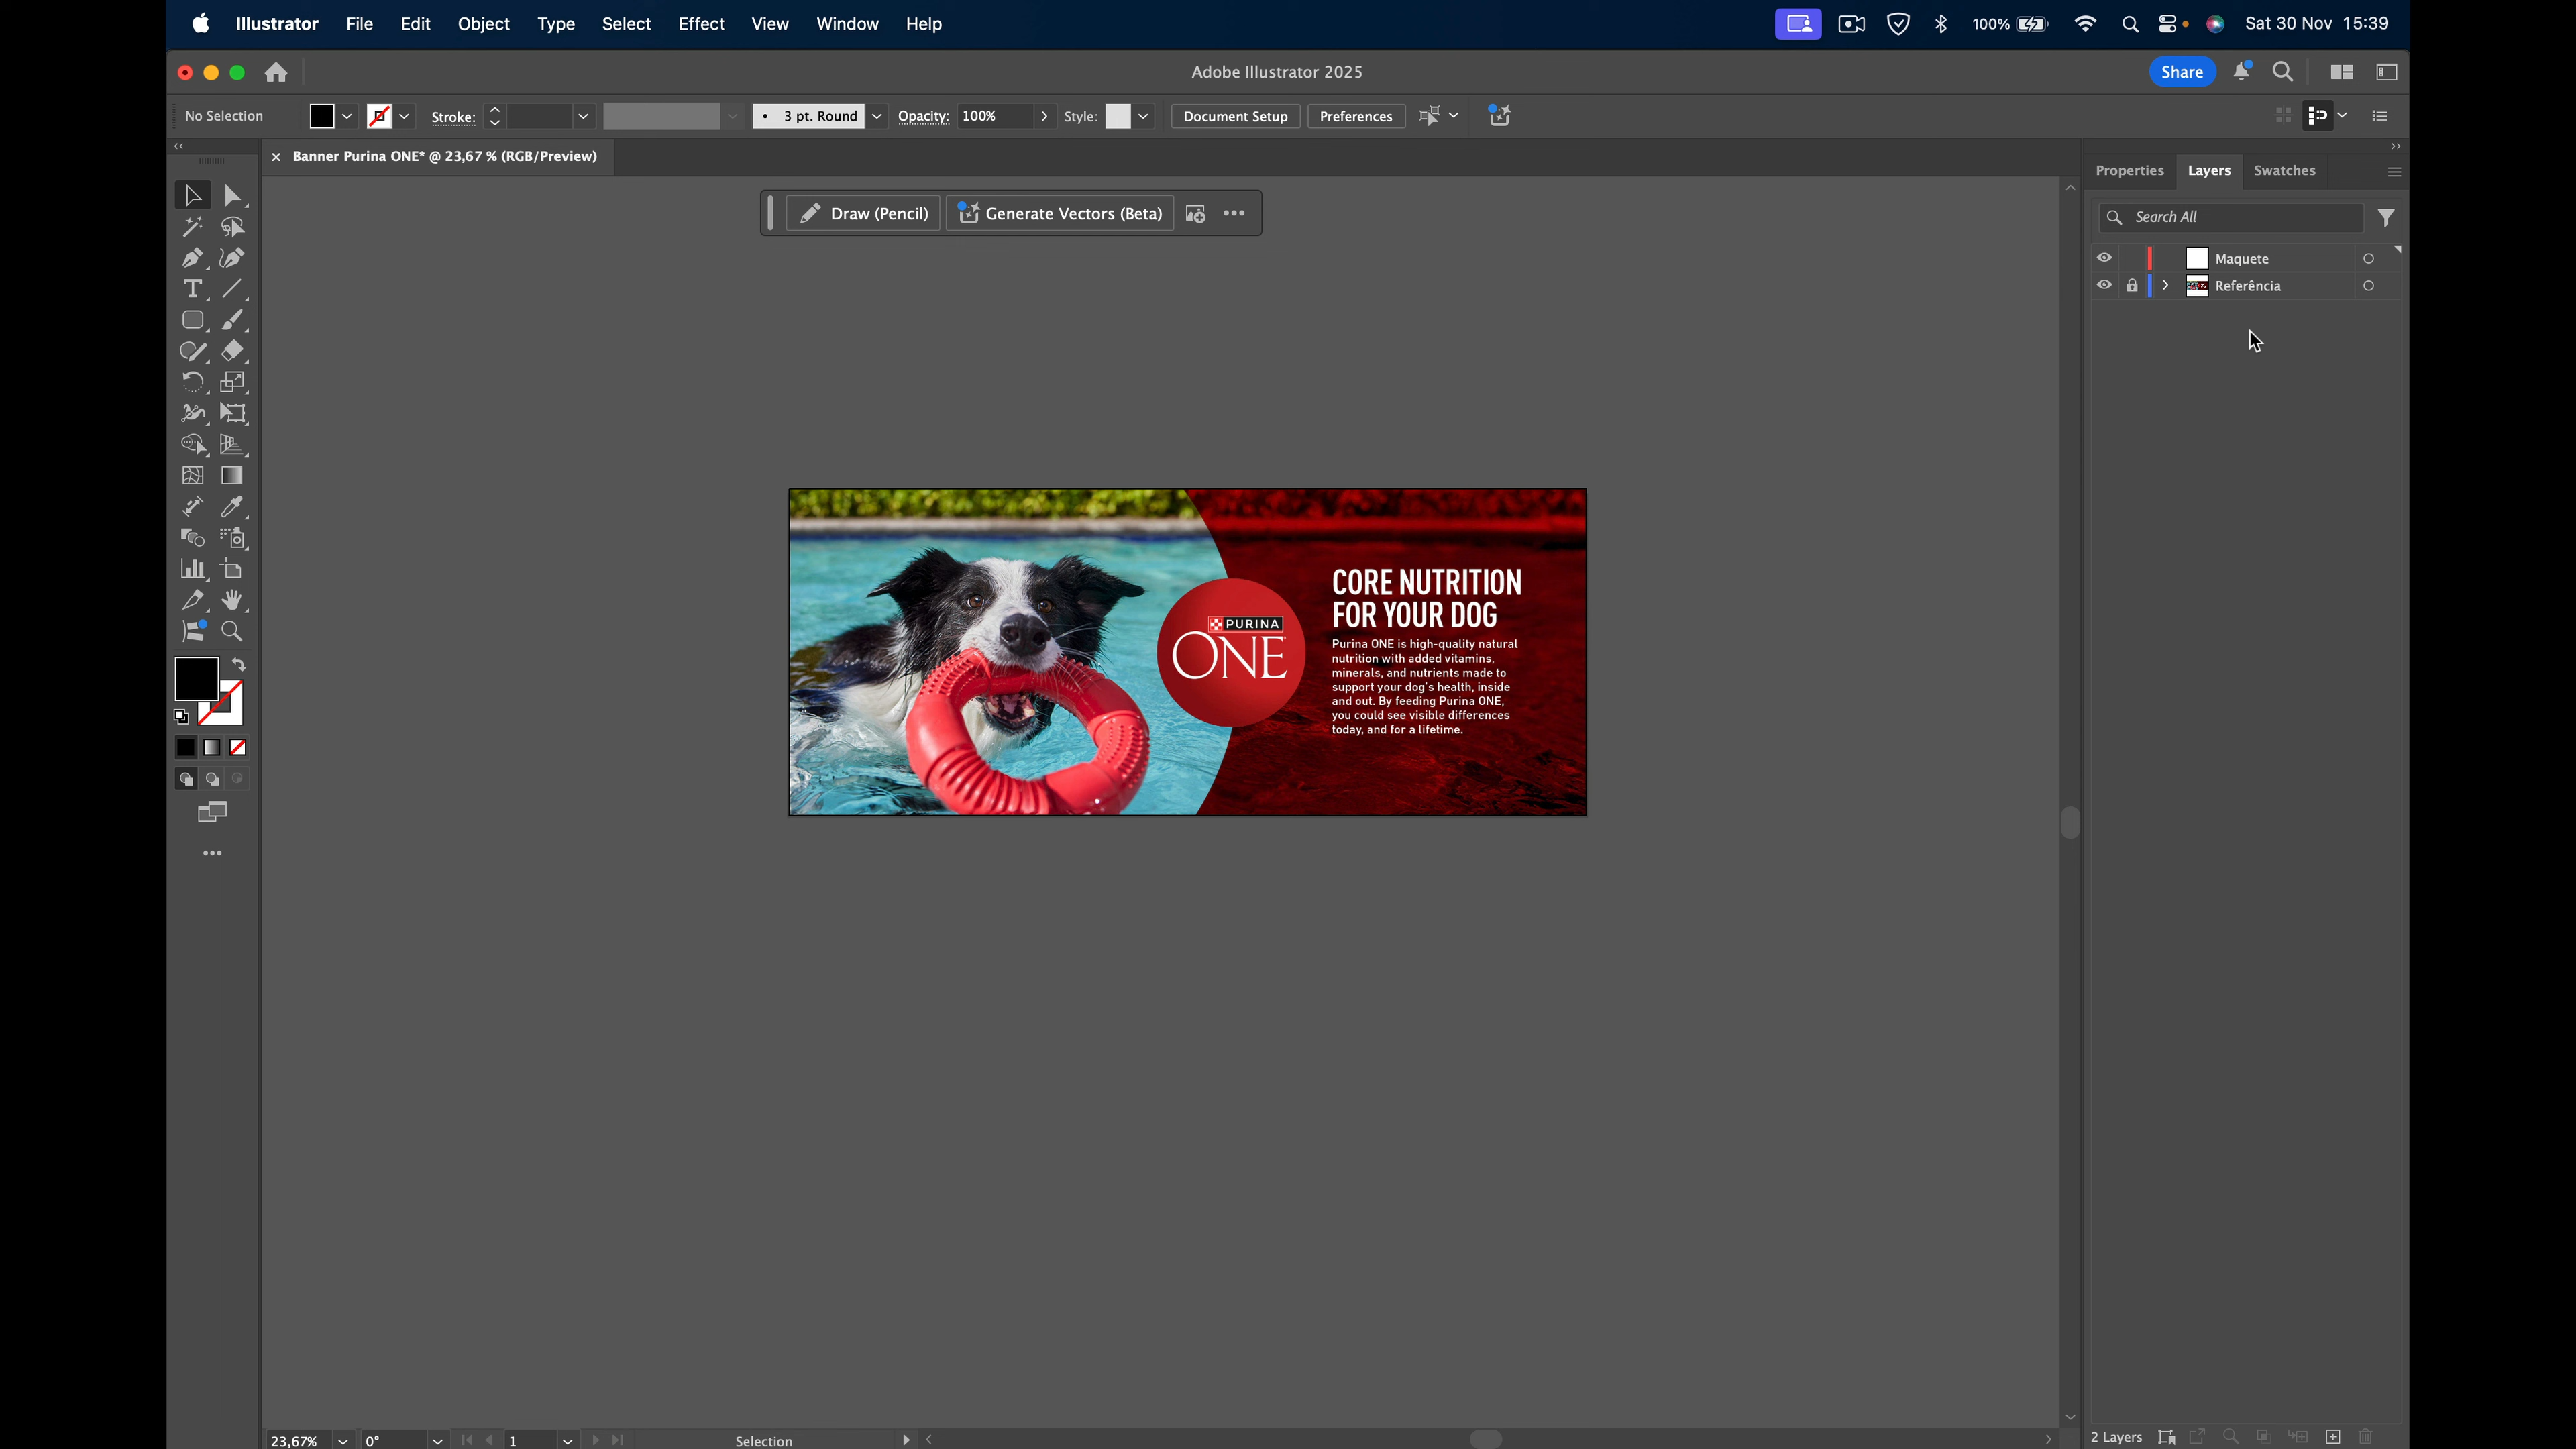 Illustrator File Edit Object Type Select Effect View Window Help 100% Sat 30 Nov 15:39
Adobe Illustrator 2025 Share
No Selection Stroke: 3 pt. Round Opacity: 100% Style: Document Setup Preferences
Banner Purina ONE* @ 23,67 % (RGB/Preview)
Draw (Pencil) Generate Vectors (Beta)
Properties Layers Swatches
Search All
Maquete
Referência
PURINA
ONE
CORE NUTRITION
FOR YOUR DOG
Purina ONE is high-quality natural
nutrition with added vitamins,
minerals, and nutrients made to
support your dog's health, inside
and out. By feeding Purina ONE,
you could see visible differences
today, and for a lifetime.
23,67% 0° 1 Selection
2 Layers